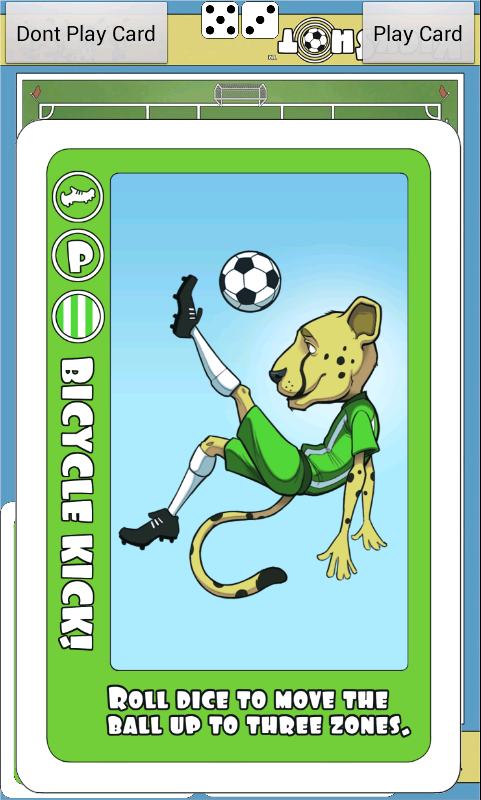 Dont Play Card
Play Card
P
BICYCLE KICK!
ROLL DICE TO MOVE THE
BALL UP TO THREE ZONES.